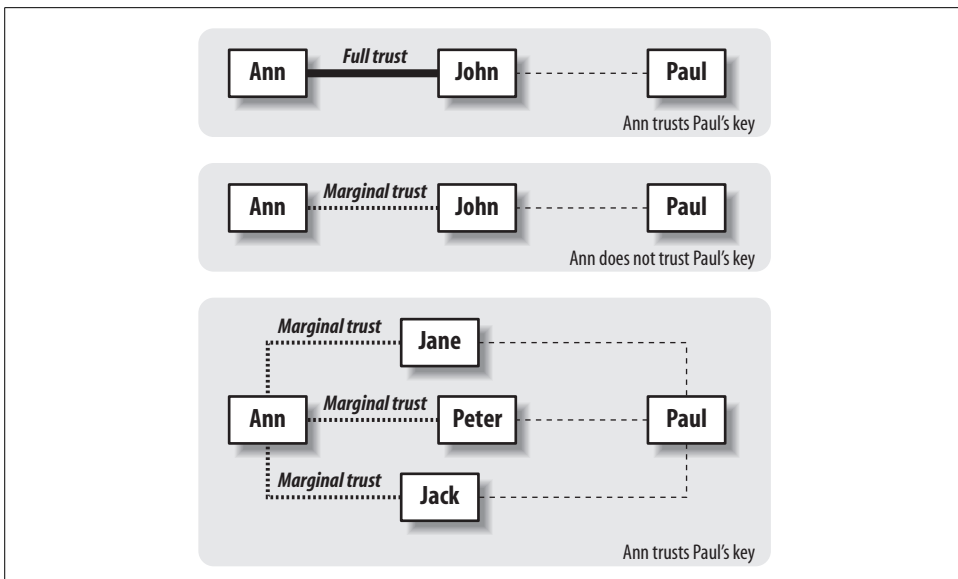 Full trust
Ann John Paul
Ann trusts Paul’s key
Marginal trust
Ann John Paul
Ann does not trust Paul’s key
Marginal trust
Jane
Marginal trust
Ann Peter Paul
Marginal trust
Jack
Ann trusts Paul’s key